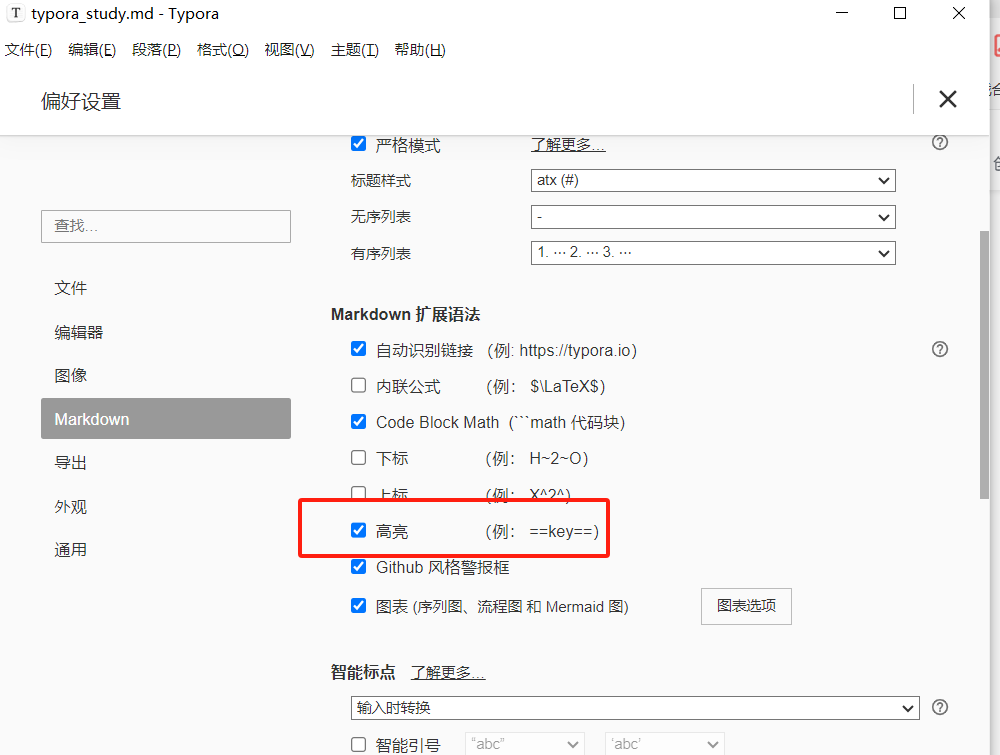 T typora_study.md - Typora
文件(F) 编辑(E) 段落(P) 格式(O) 视图(V) 主题(T) 帮助(H)
偏好设置
严格模式 了解更多…
标题样式 atx (#)
查找…
无序列表 -
有序列表 1. ··· 2. ··· 3. ···
文件
编辑器
图像
Markdown
导出
外观
通用
Markdown 扩展语法
自动识别链接 (例: https://typora.io)
内联公式 (例: $\LaTeX$)
Code Block Math (```math 代码块)
下标 (例: H~2~O)
上标 (例: X^2^)
高亮 (例: ==key==)
Github 风格警报框
图表 (序列图、流程图 和 Mermaid 图) 图表选项
智能标点 了解更多…
输入时转换
智能引号 “abc” ‘abc’